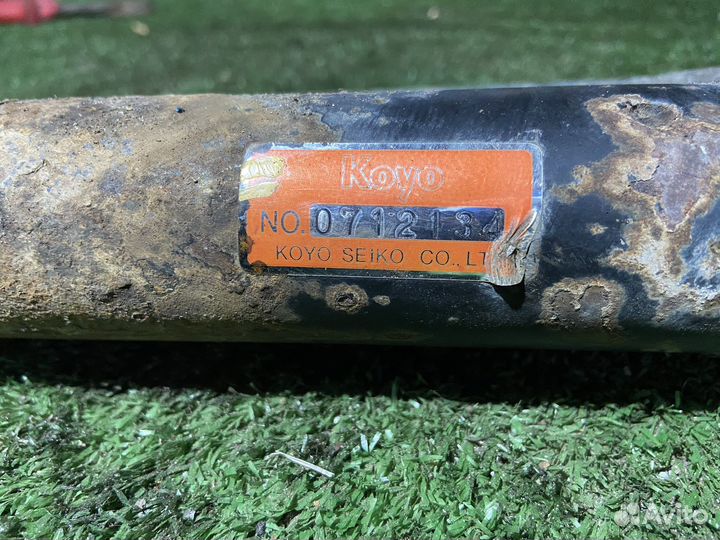 Koyo
NO. 0712134
KOYO SEIKO CO., LT
Avito